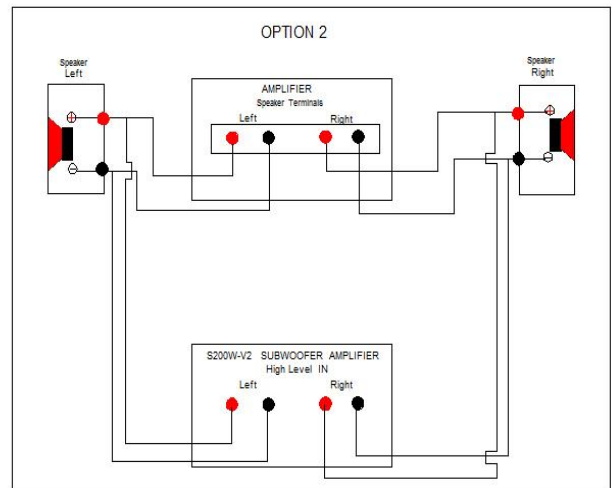 OPTION 2
Speaker
Left
Speaker
Right
AMPLIFIER
Speaker Terminals
Left
Right
S200W-V2 SUBWOOFER AMPLIFIER
High Level IN
Left
Right